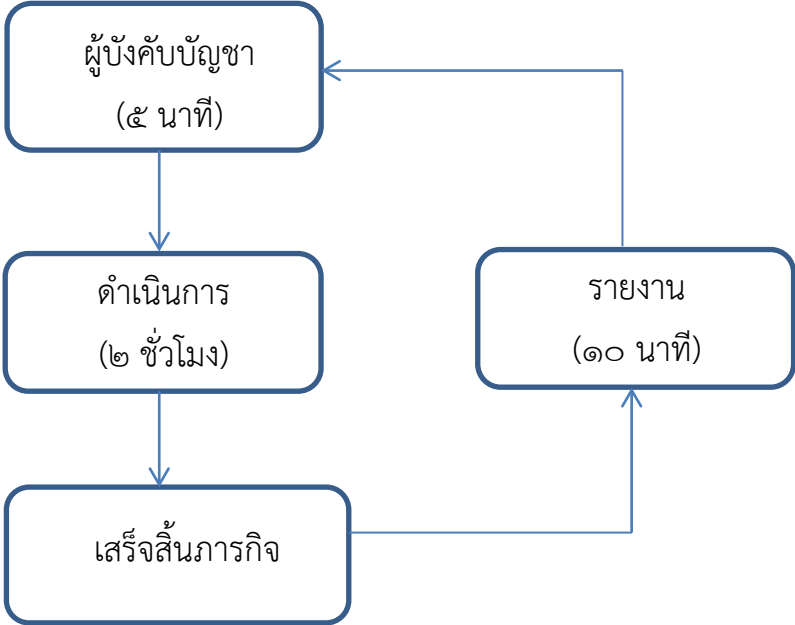 ผู้บังคับบัญชา
(๕ นาที)
ดำเนินการ
(๒ ชั่วโมง)
เสร็จสิ้นภารกิจ
รายงาน
(๑๐ นาที)